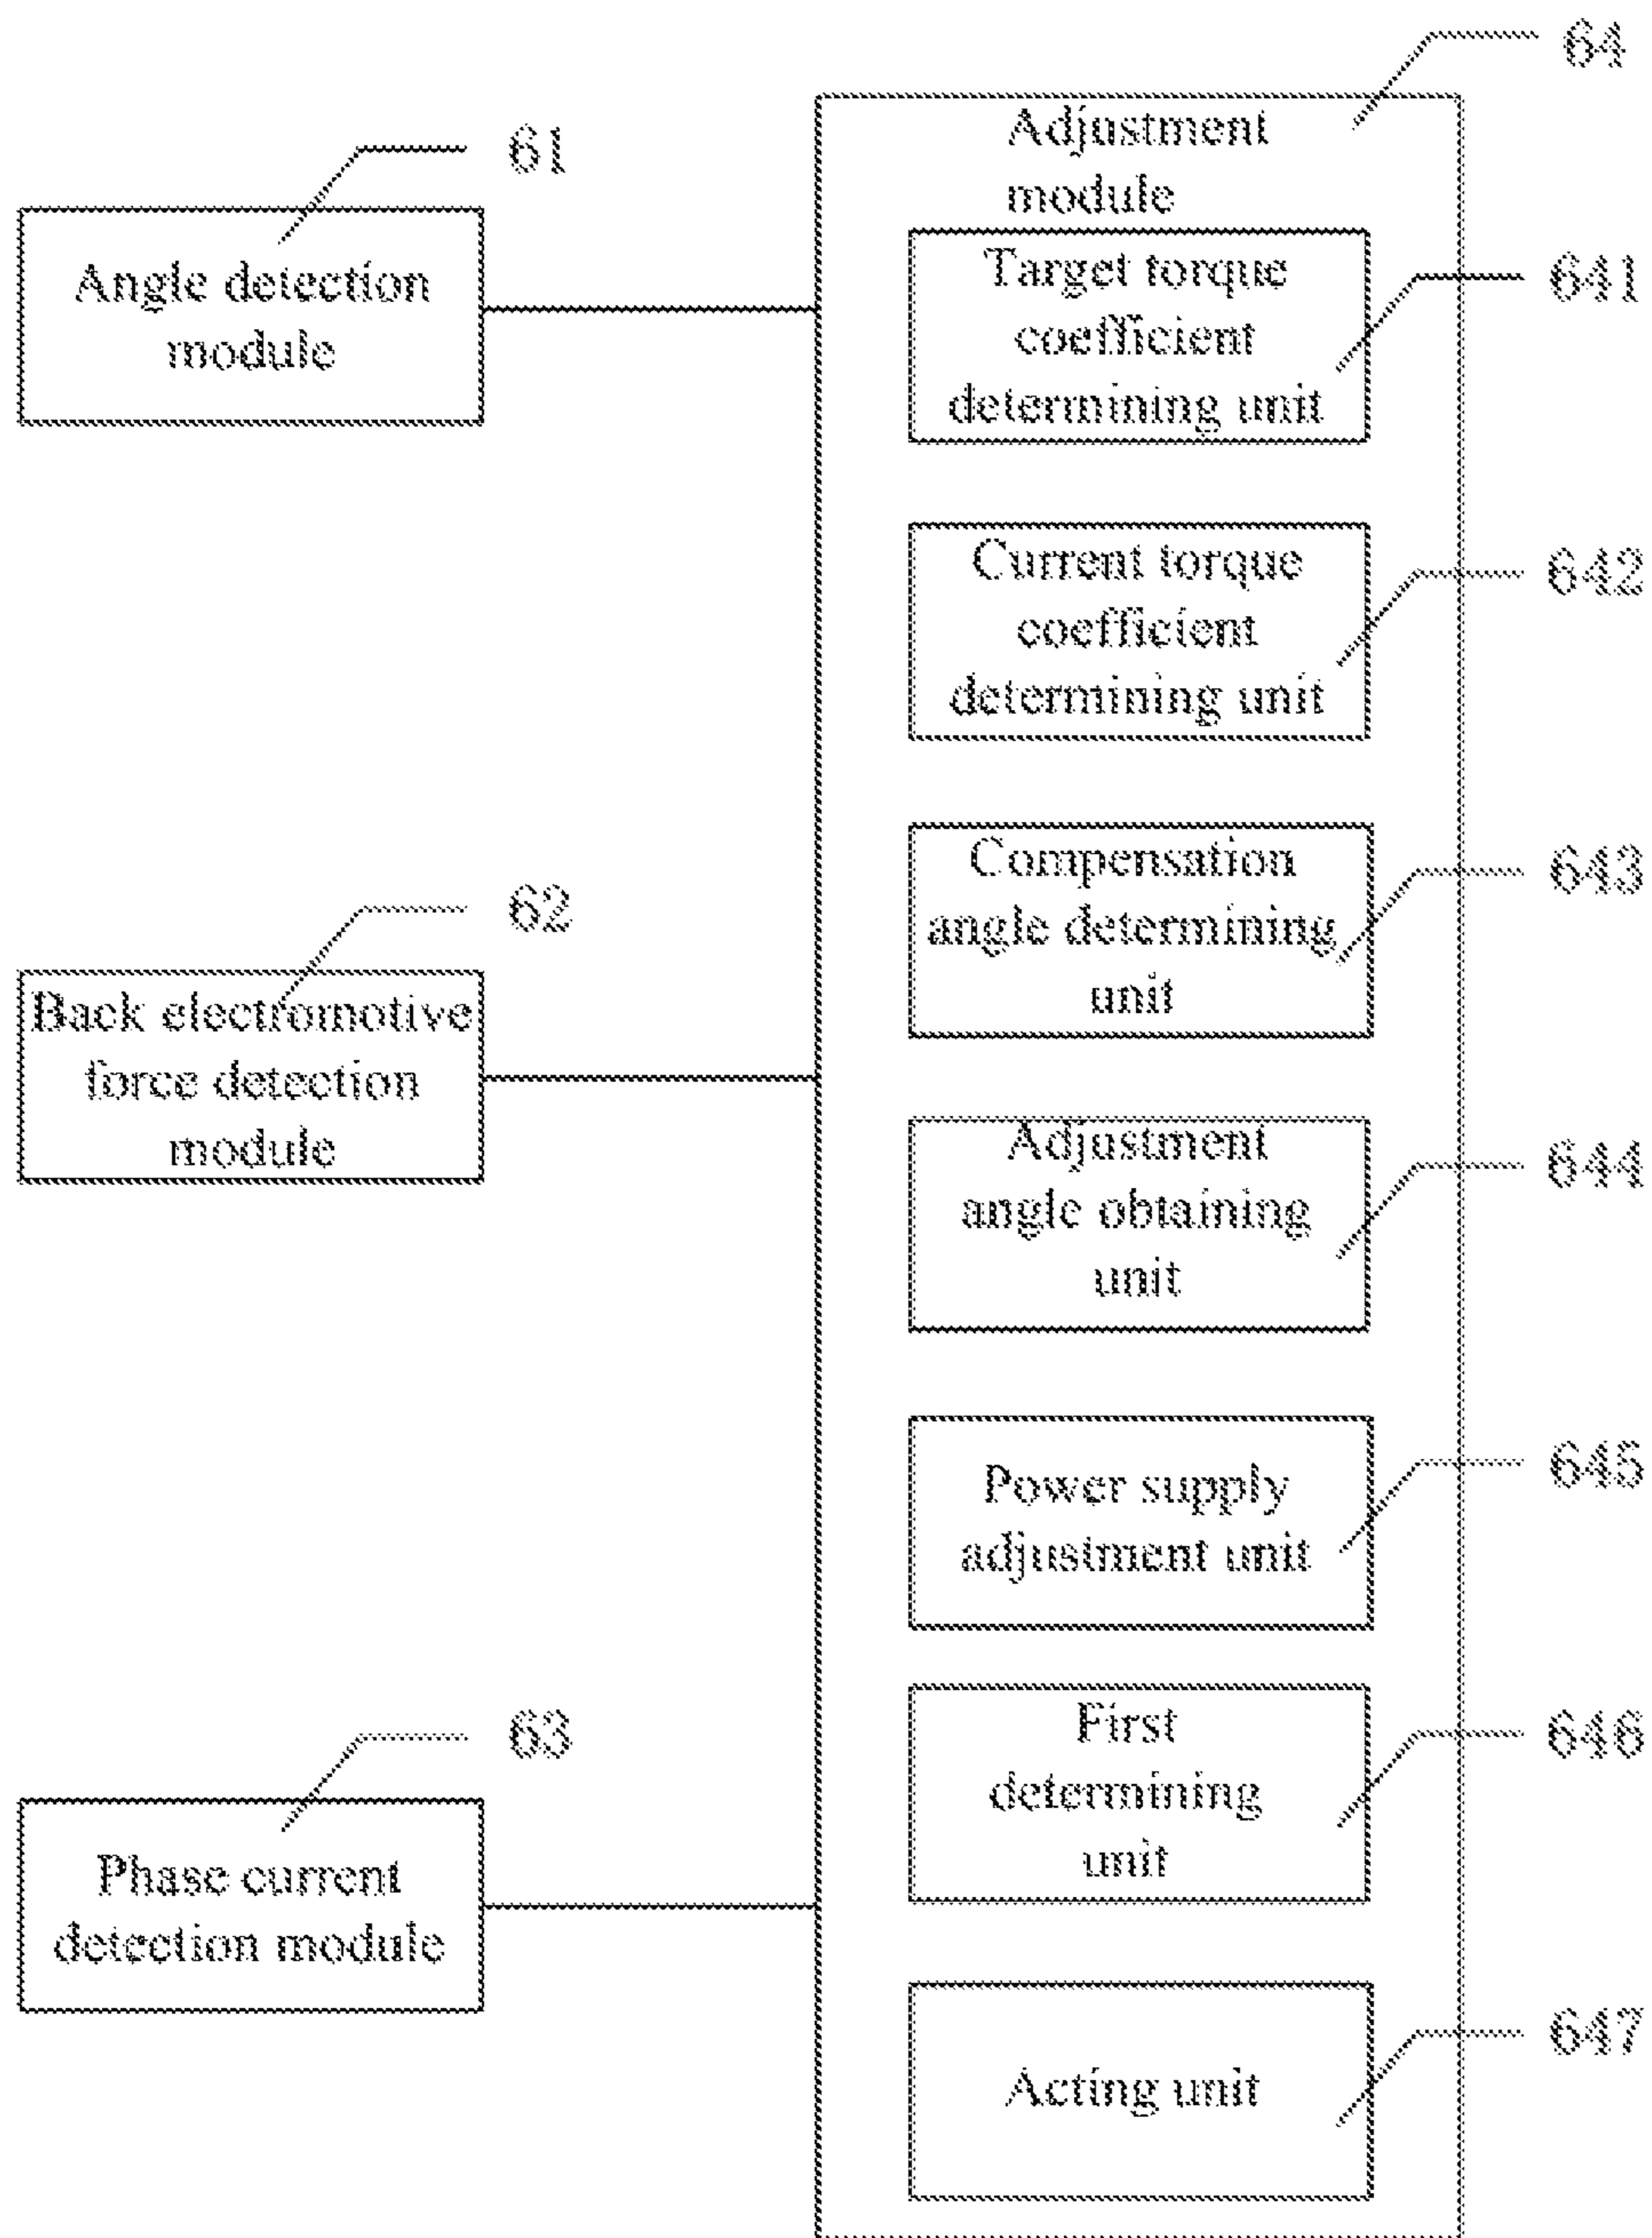 64
Adjustment
module
61
Angle detection
module
641
Target torque
coefficient
determining unit
642
Current torque
coefficient
determining unit
643
Compensation
angle determining
unit
62
Back electromotive
force detection
module
644
Adjustment
angle obtaining
unit
645
Power supply
adjustment unit
63
Phase current
detection module
646
First
determining
unit
647
Acting unit